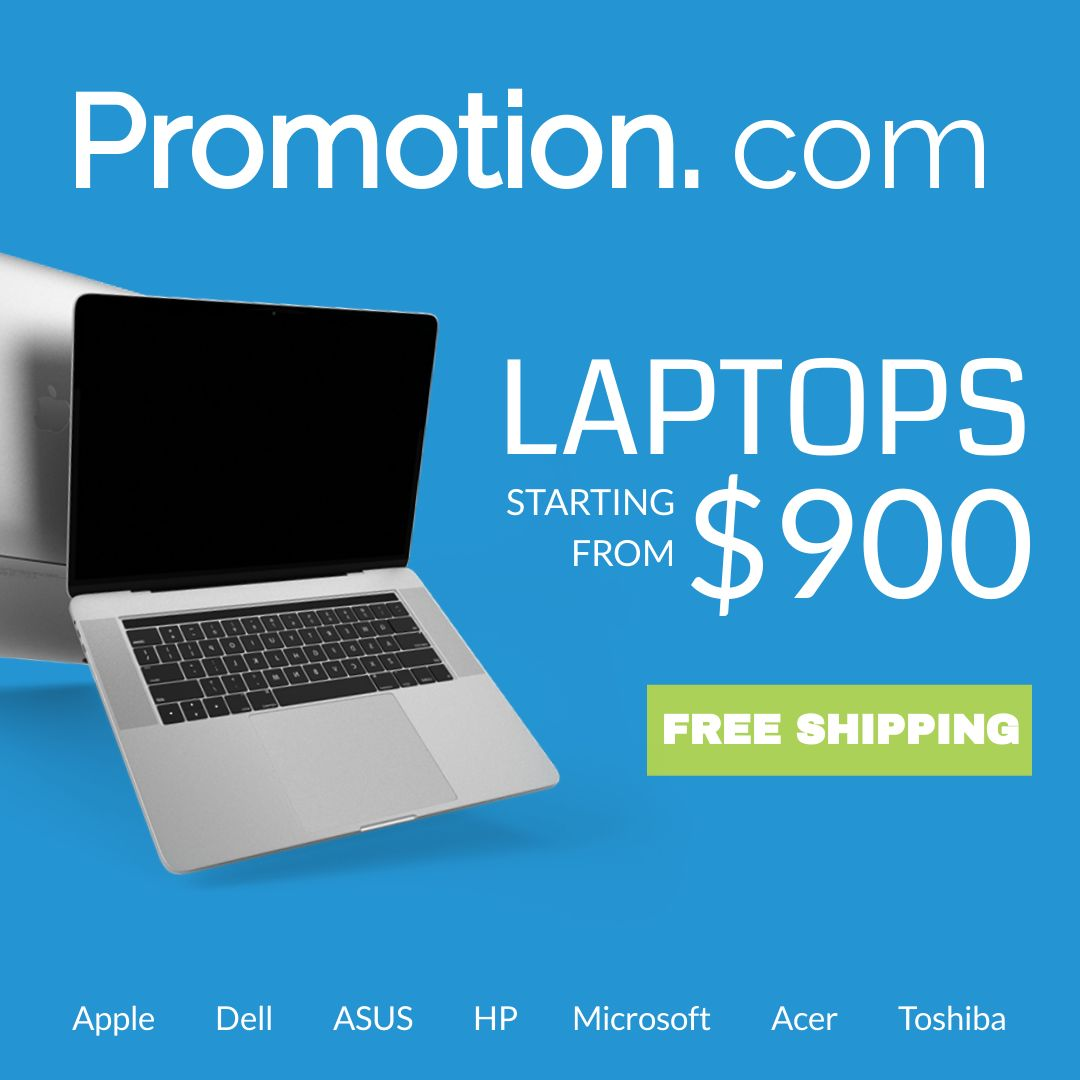 Promotion. com
LAPTOPS
STARTING
FROM
$900
FREE SHIPPING
Apple Dell ASUS HP Microsoft Acer Toshiba